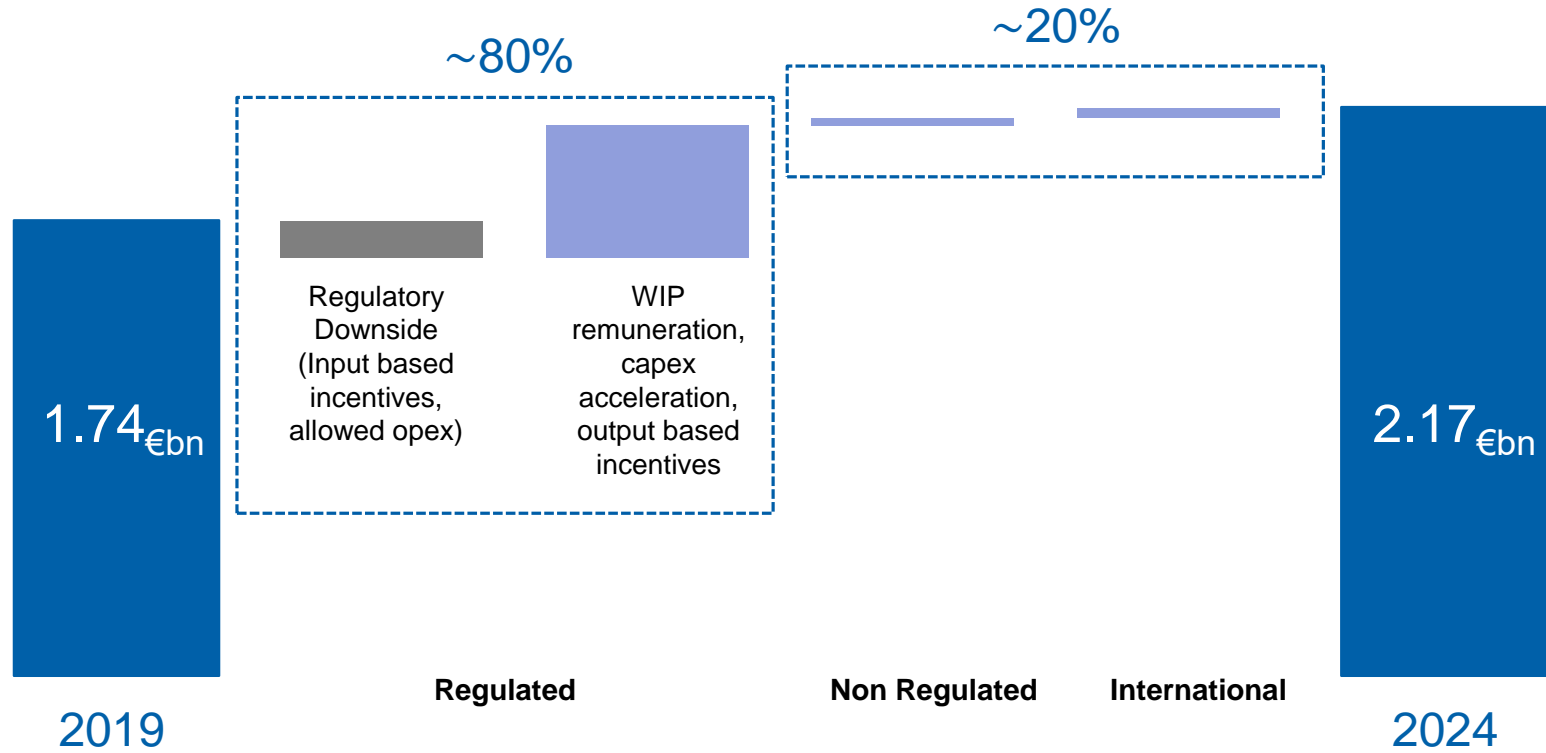 ~80%
~20%
Regulatory
Downside
(Input based
incentives,
allowed opex)
WIP
remuneration,
capex
acceleration,
output based
incentives
1.74€bn
2.17€bn
Regulated
Non Regulated
International
2019
2024